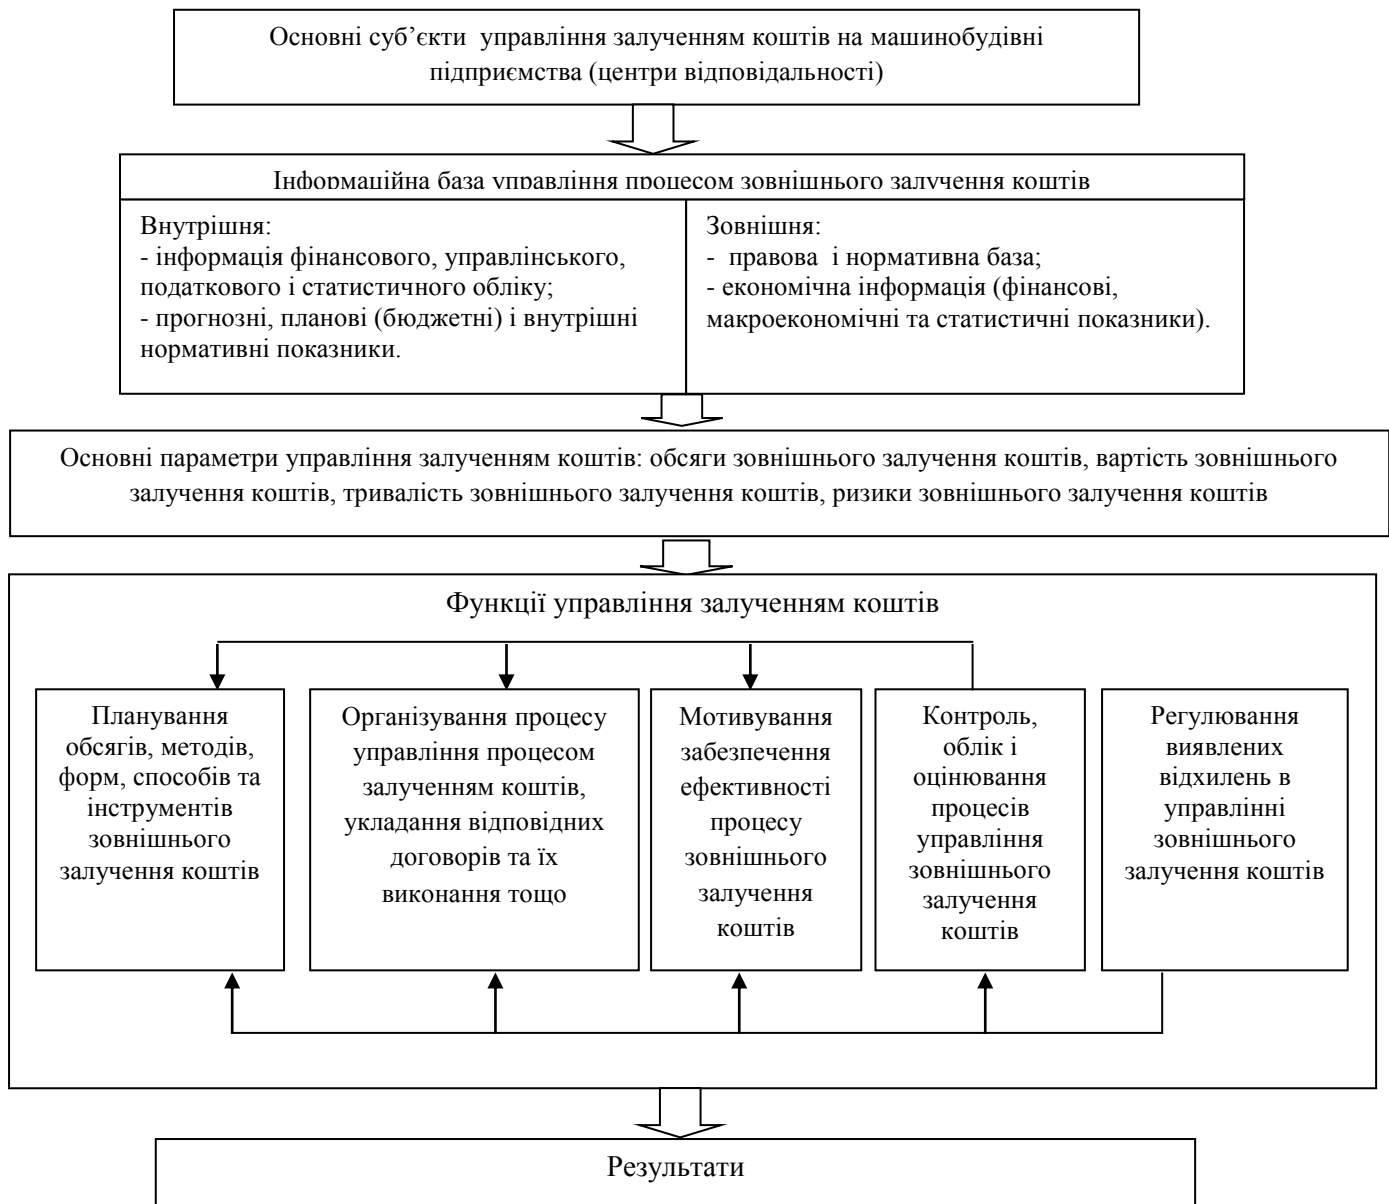 Основні суб’єкти управління залученням коштів на машинобудівні
підприємства (центри відповідальності)
Інформаційна база управління процесом зовнішнього залучення коштів
Внутрішня:
- інформація фінансового, управлінського,
податкового і статистичного обліку;
- прогнозні, планові (бюджетні) і внутрішні
нормативні показники.
Зовнішня:
- правова і нормативна база;
- економічна інформація (фінансові,
макроекономічні та статистичні показники).
Основні параметри управління залученням коштів: обсяги зовнішнього залучення коштів, вартість зовнішнього
залучення коштів, тривалість зовнішнього залучення коштів, ризики зовнішнього залучення коштів
Функції управління залученням коштів
Планування
обсягів, методів,
форм, способів та
інструментів
зовнішнього
залучення коштів
Організування процесу
управління процесом
залученням коштів,
укладання відповідних
договорів та їх
виконання тощо
Мотивування
забезпечення
ефективності
процесу
зовнішнього
залучення
коштів
Контроль,
облік і
оцінювання
процесів
управління
зовнішнього
залучення
коштів
Регулювання
виявлених
відхилень в
управлінні
зовнішнього
залучення коштів
Результати